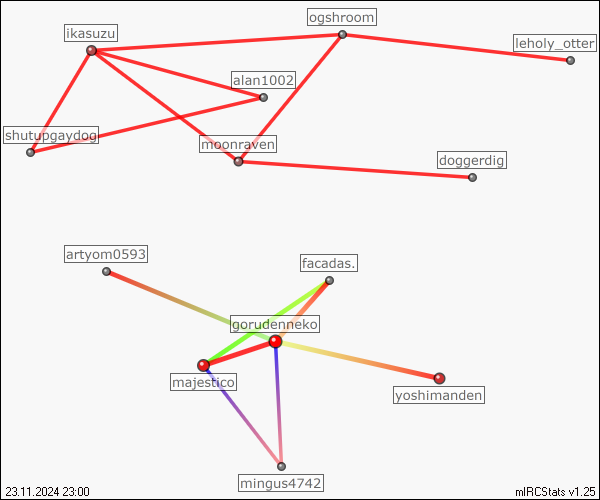 ogshroom
ikasuzu
leholy_otter
alan1002
shutupgaydog
moonraven
doggerdig
artyom0593
facadas.
gorudenneko
majestico
yoshimanden
mingus4742
23.11.2024 23:00
mIRCStats v1.25